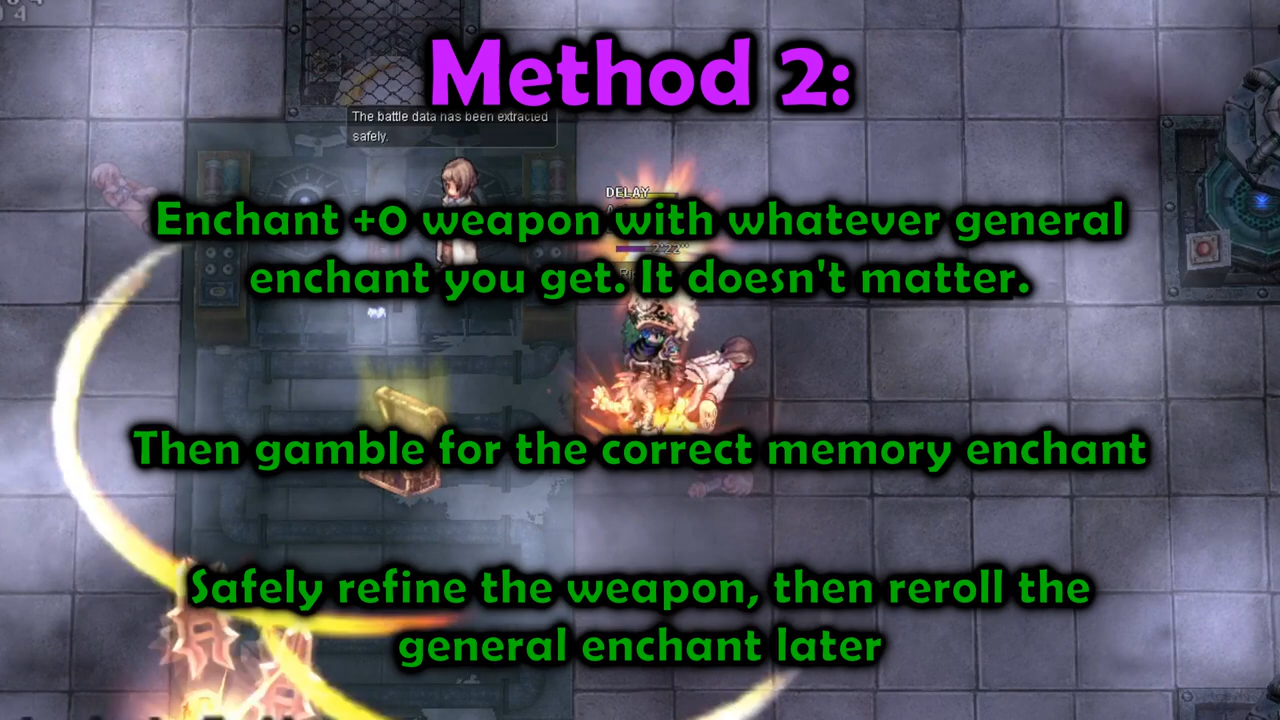 Method 2:
The battle data has been extracted
safely.
DELAY
Enchant +0 weapon with whatever general
2'22"
enchant you get. It doesn't matter.
Then gamble for the correct memory enchant
Safely refine the weapon, then reroll the
general enchant later